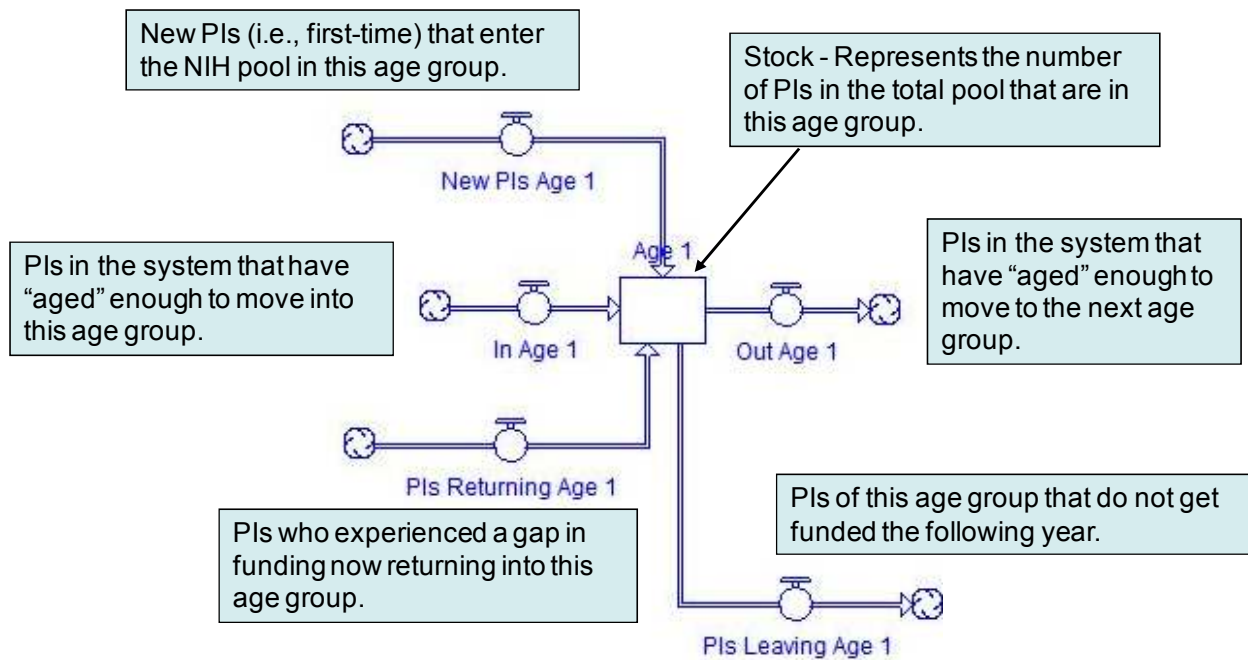 New PIs (i.e., first-time) that enter
the NIH pool in this age group.
Stock - Represents the number
of PIs in the total pool that are in
this age group.
New PIs Age 1
Age 1
PIs in the system that have
“aged” enough to move into
this age group.
In Age 1
Out Age 1
PIs in the system that
have “aged” enough to
move to the next age
group.
PIs Returning Age 1
PIs who experienced a gap in
funding now returning into this
age group.
PIs of this age group that do not get
funded the following year.
PIs Leaving Age 1